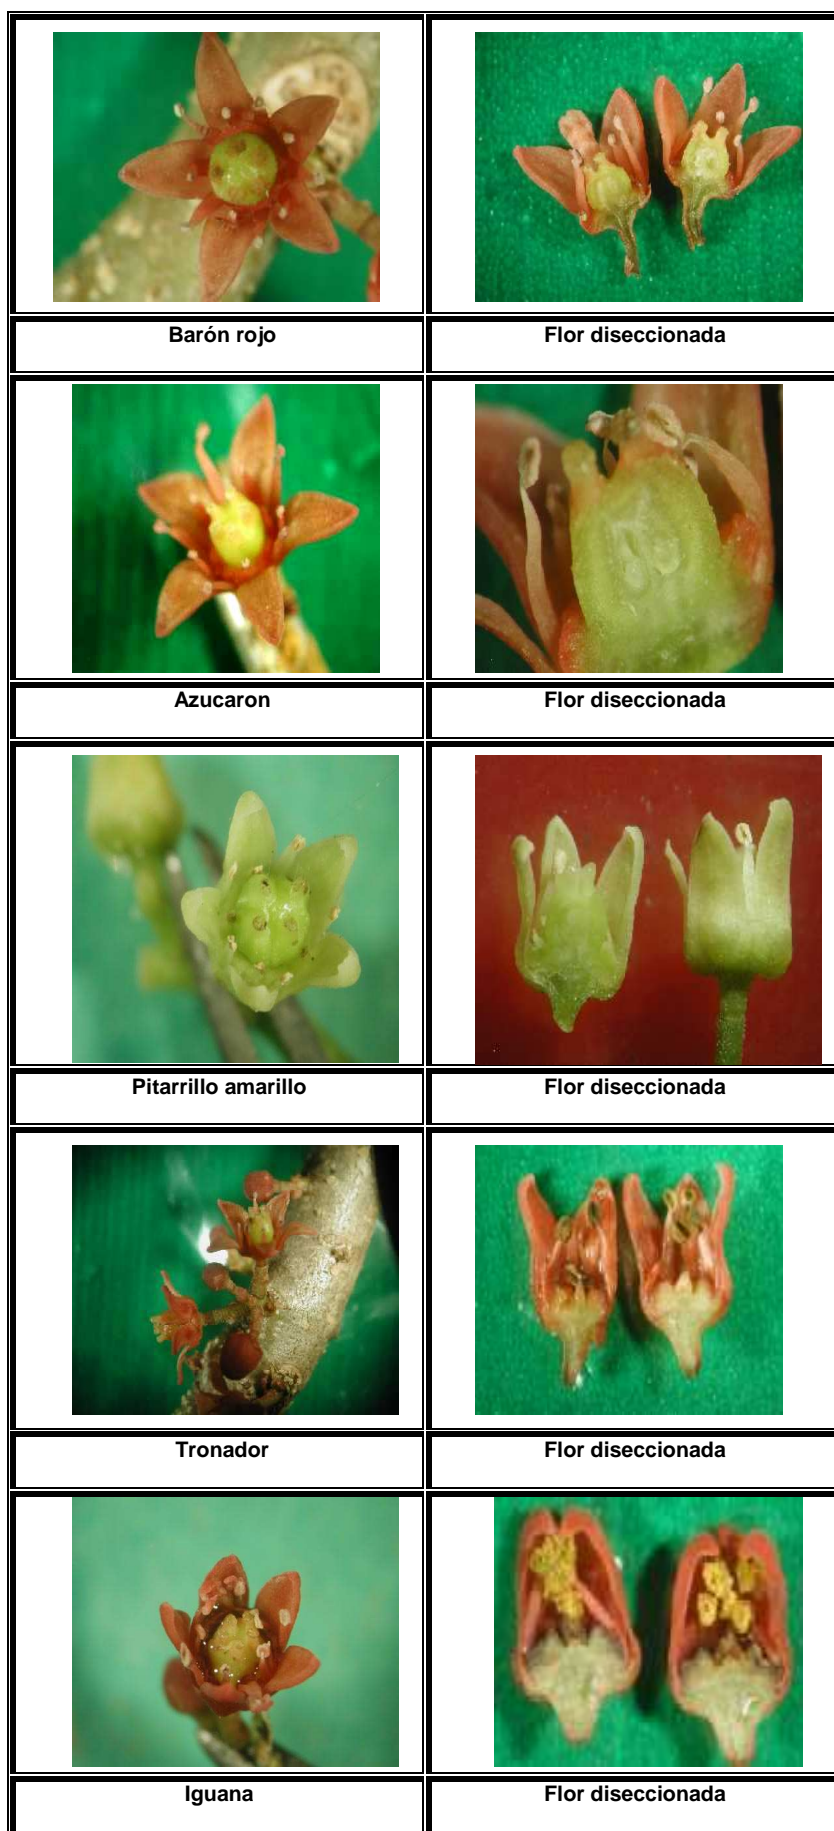 Barón rojo
Flor diseccionada
Azucaron
Flor diseccionada
Pitarrillo amarillo
Flor diseccionada
Tronador
Flor diseccionada
Iguana
Flor diseccionada